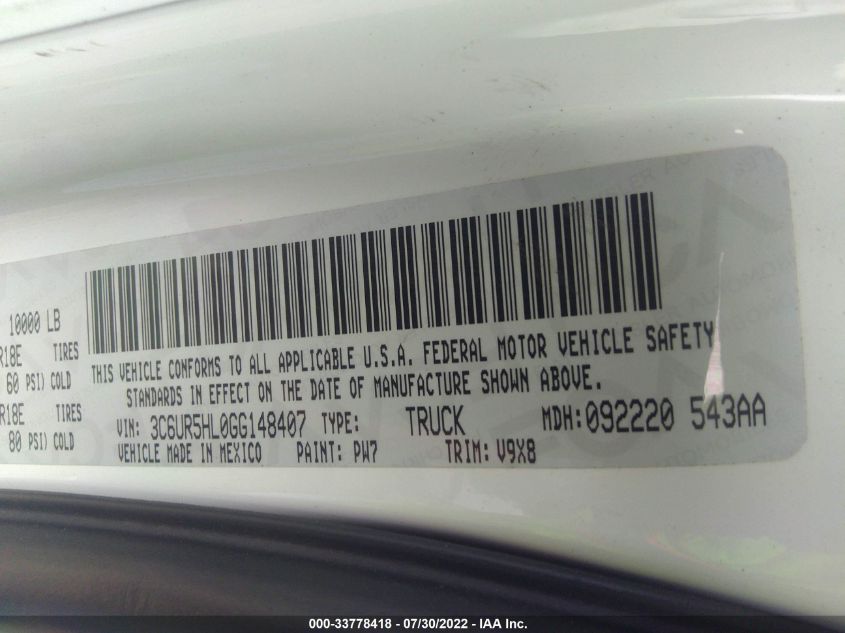 10000 LB
R18E TIRES
60 PSI) COLD
R18E TIRES
80 PSI) COLD
THIS VEHICLE CONFORMS TO ALL APPLICABLE U.S.A. FEDERAL MOTOR VEHICLE SAFETY
STANDARDS IN EFFECT ON THE DATE OF MANUFACTURE SHOWN ABOVE.
VIN: 3C6UR5HL0GG148407 TYPE: TRUCK MDH:092220 543AA
VEHICLE MADE IN MEXICO PAINT: PW7 TRIM: V9X8
000-33778418 - 07/30/2022 - IAA Inc.